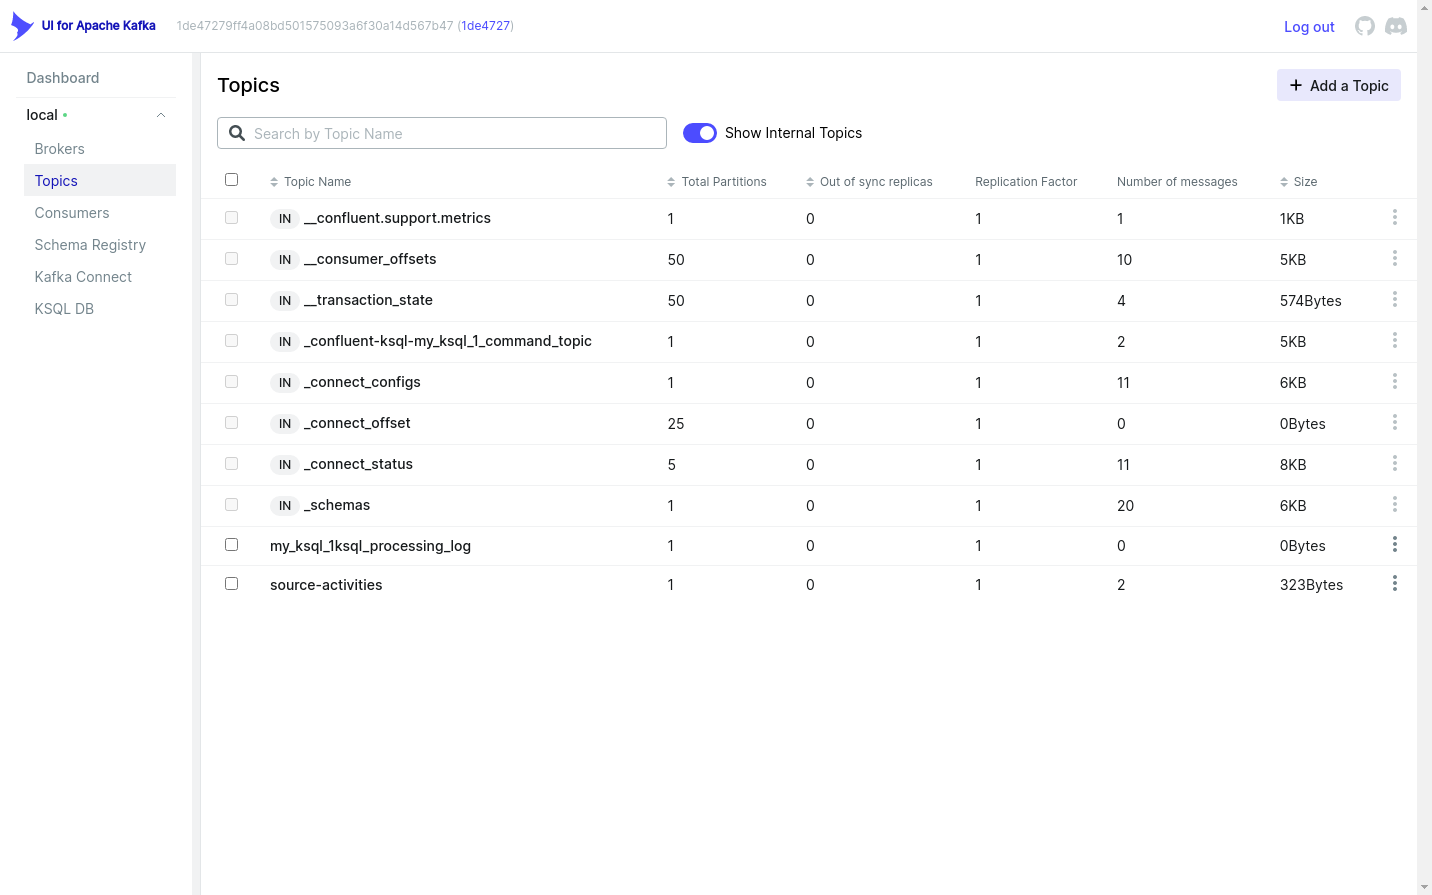 UI for Apache Kafka 1de47279ff4a08bd501575093a6f30a14d567b47 (1de4727) Log out
Dashboard
local
Brokers
Topics
Consumers
Schema Registry
Kafka Connect
KSQL DB
Topics
Add a Topic
Search by Topic Name
Show Internal Topics
Topic Name Total Partitions Out of sync replicas Replication Factor Number of messages Size
IN __confluent.support.metrics 1 0 1 1 1KB
IN __consumer_offsets 50 0 1 10 5KB
IN __transaction_state 50 0 1 4 574Bytes
IN _confluent-ksql-my_ksql_1_command_topic 1 0 1 2 5KB
IN _connect_configs 1 0 1 11 6KB
IN _connect_offset 25 0 1 0 0Bytes
IN _connect_status 5 0 1 11 8KB
IN _schemas 1 0 1 20 6KB
my_ksql_1ksql_processing_log 1 0 1 0 0Bytes
source-activities 1 0 1 2 323Bytes